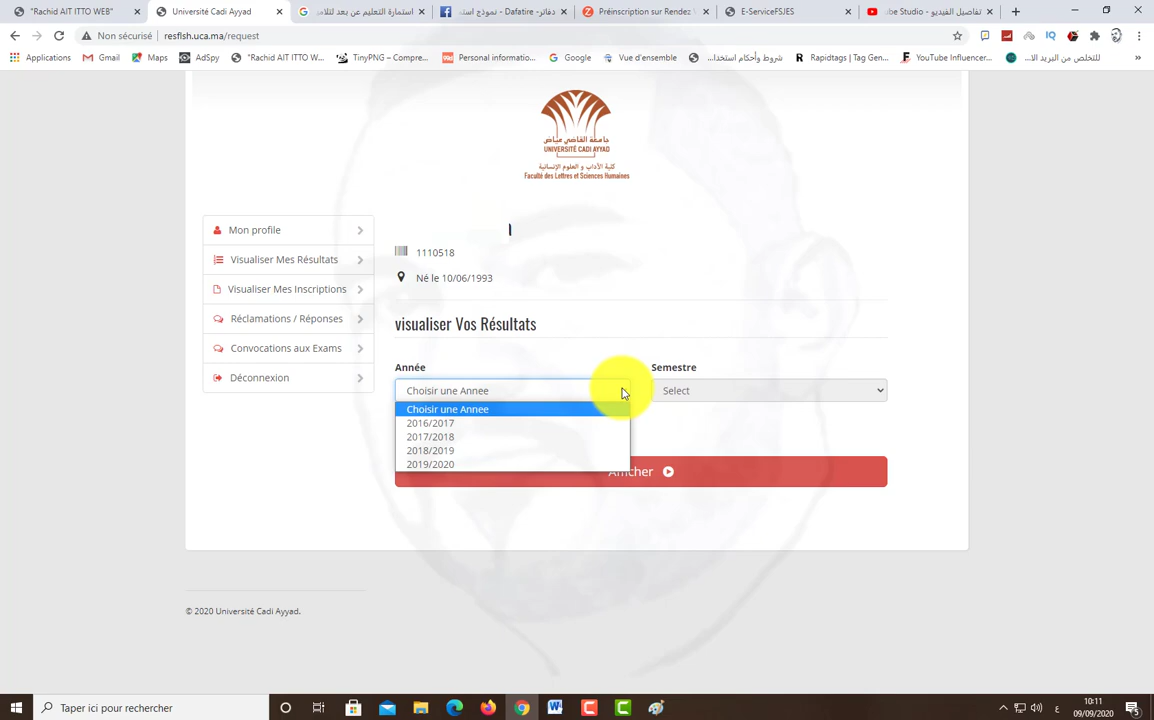 "Rachid AIT ITTO WEB"
Université Cadi Ayyad
استمارة التعليم عن بعد لتلام
دفاتر- Dafatire - نموذج است
Préinscription sur Rendez
E-ServiceFSJES
تفاصيل الفيديو - be Studio
Non sécurisé
resflsh.uca.ma/request
Applications
Gmail
Maps
AdSpy
"Rachid AIT ITTO W...
TinyPNG – Compre...
Personal informatio...
Google
Vue d'ensemble
شروط وأحكام استخدا...
Rapidtags | Tag Gen...
YouTube Influencer...
للتخلص من البريد الا...
جامعة القاضي عياض
UNIVERSITÉ CADI AYYAD
كلية الآداب و العلوم الإنسانية
Faculté des Lettres et Sciences Humaines
Mon profile
Visualiser Mes Résultats
Visualiser Mes Inscriptions
Réclamations / Réponses
Convocations aux Exams
Déconnexion
1110518
Né le 10/06/1993
visualiser Vos Résultats
Année
Semestre
Choisir une Annee
Select
Choisir une Annee
2016/2017
2017/2018
2018/2019
2019/2020
Afficher
© 2020 Université Cadi Ayyad.
Taper ici pour rechercher
ع
10:11
09/09/2020
5